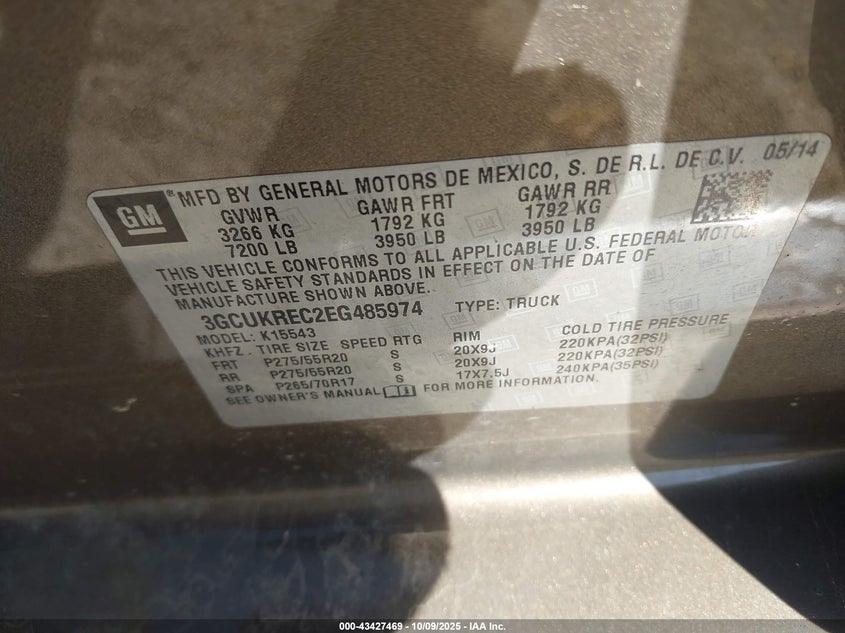 GM ® MFD BY GENERAL MOTORS DE MEXICO, S. DE R.L. DE C.V. 05/14
GVWR GAWR FRT GAWR RR
3266 KG 1792 KG 1792 KG
7200 LB 3950 LB 3950 LB
THIS VEHICLE CONFORMS TO ALL APPLICABLE U.S. FEDERAL MOTOR
VEHICLE SAFETY STANDARDS IN EFFECT ON THE DATE OF
MANUFACTURE SHOWN ABOVE.
3GCUKREC2EG485974 TYPE: TRUCK
MODEL: K15543
KHFZ. TIRE SIZE SPEED RTG RIM COLD TIRE PRESSURE
FRT P275/55R20 S 20X9J 220KPA(32PSI)
RR P275/55R20 S 20X9J 220KPA(32PSI)
SPA P265/70R17 S 17X7.5J 240KPA(35PSI)
SEE OWNER'S MANUAL FOR MORE INFORMATION.
000-43427469 | 10/09/2025 | IAA Inc.